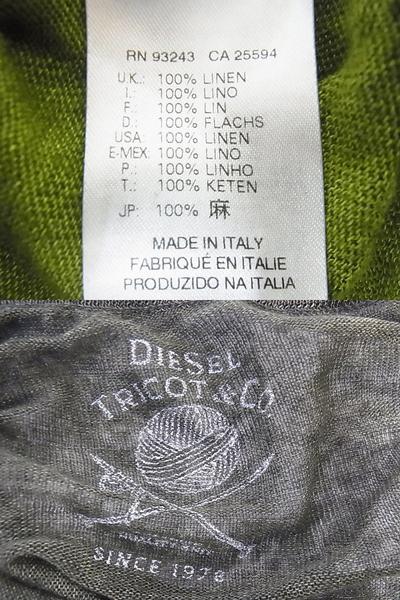 RN 93243 CA 25594
U.K.: 100% LINEN
I.: 100% LINO
F.: 100% LIN
D.: 100% FLACHS
USA: 100% LINEN
E-MEX: 100% LINO
P.: 100% LINHO
T.: 100% KETEN
JP: 100% 麻
MADE IN ITALY
FABRIQUÉ EN ITALIE
PRODUZIDO NA ITALIA
DIESEL
TRICOT & CO
SINCE 1978